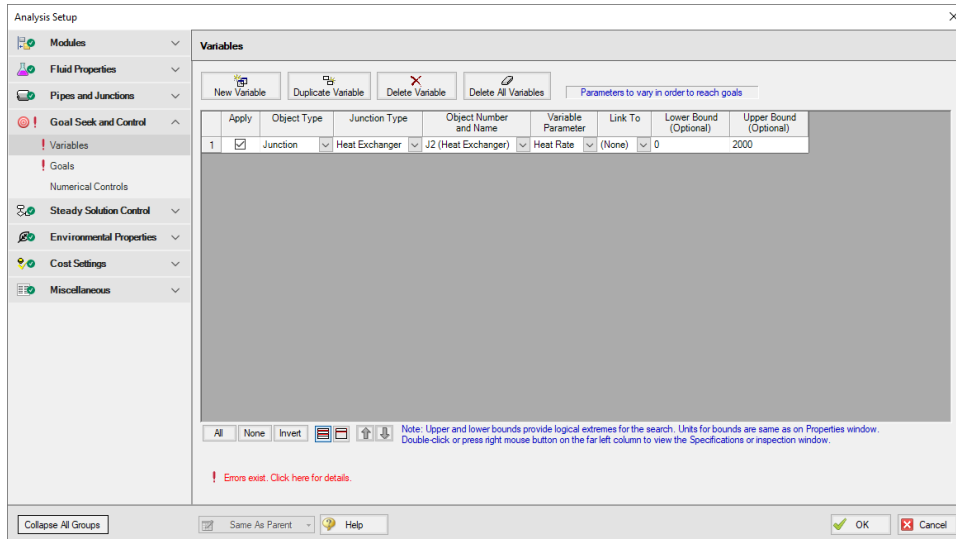 Analysis Setup
Modules
Fluid Properties
Pipes and Junctions
Goal Seek and Control
Variables
Goals
Numerical Controls
Steady Solution Control
Environmental Properties
Cost Settings
Miscellaneous
Variables
New Variable
Duplicate Variable
Delete Variable
Delete All Variables
Parameters to vary in order to reach goals
Apply
Object Type
Junction Type
Object Number
and Name
Variable
Parameter
Link To
Lower Bound
(Optional)
Upper Bound
(Optional)
1 Junction Heat Exchanger J2 (Heat Exchanger) Heat Rate (None) 0 2000
All None Invert
Note: Upper and lower bounds provide logical extremes for the search. Units for bounds are same as on Properties window.
Double-click or press right mouse button on the far left column to view the Specifications or inspection window.
Errors exist. Click here for details.
Collapse All Groups
Same As Parent
Help
OK
Cancel